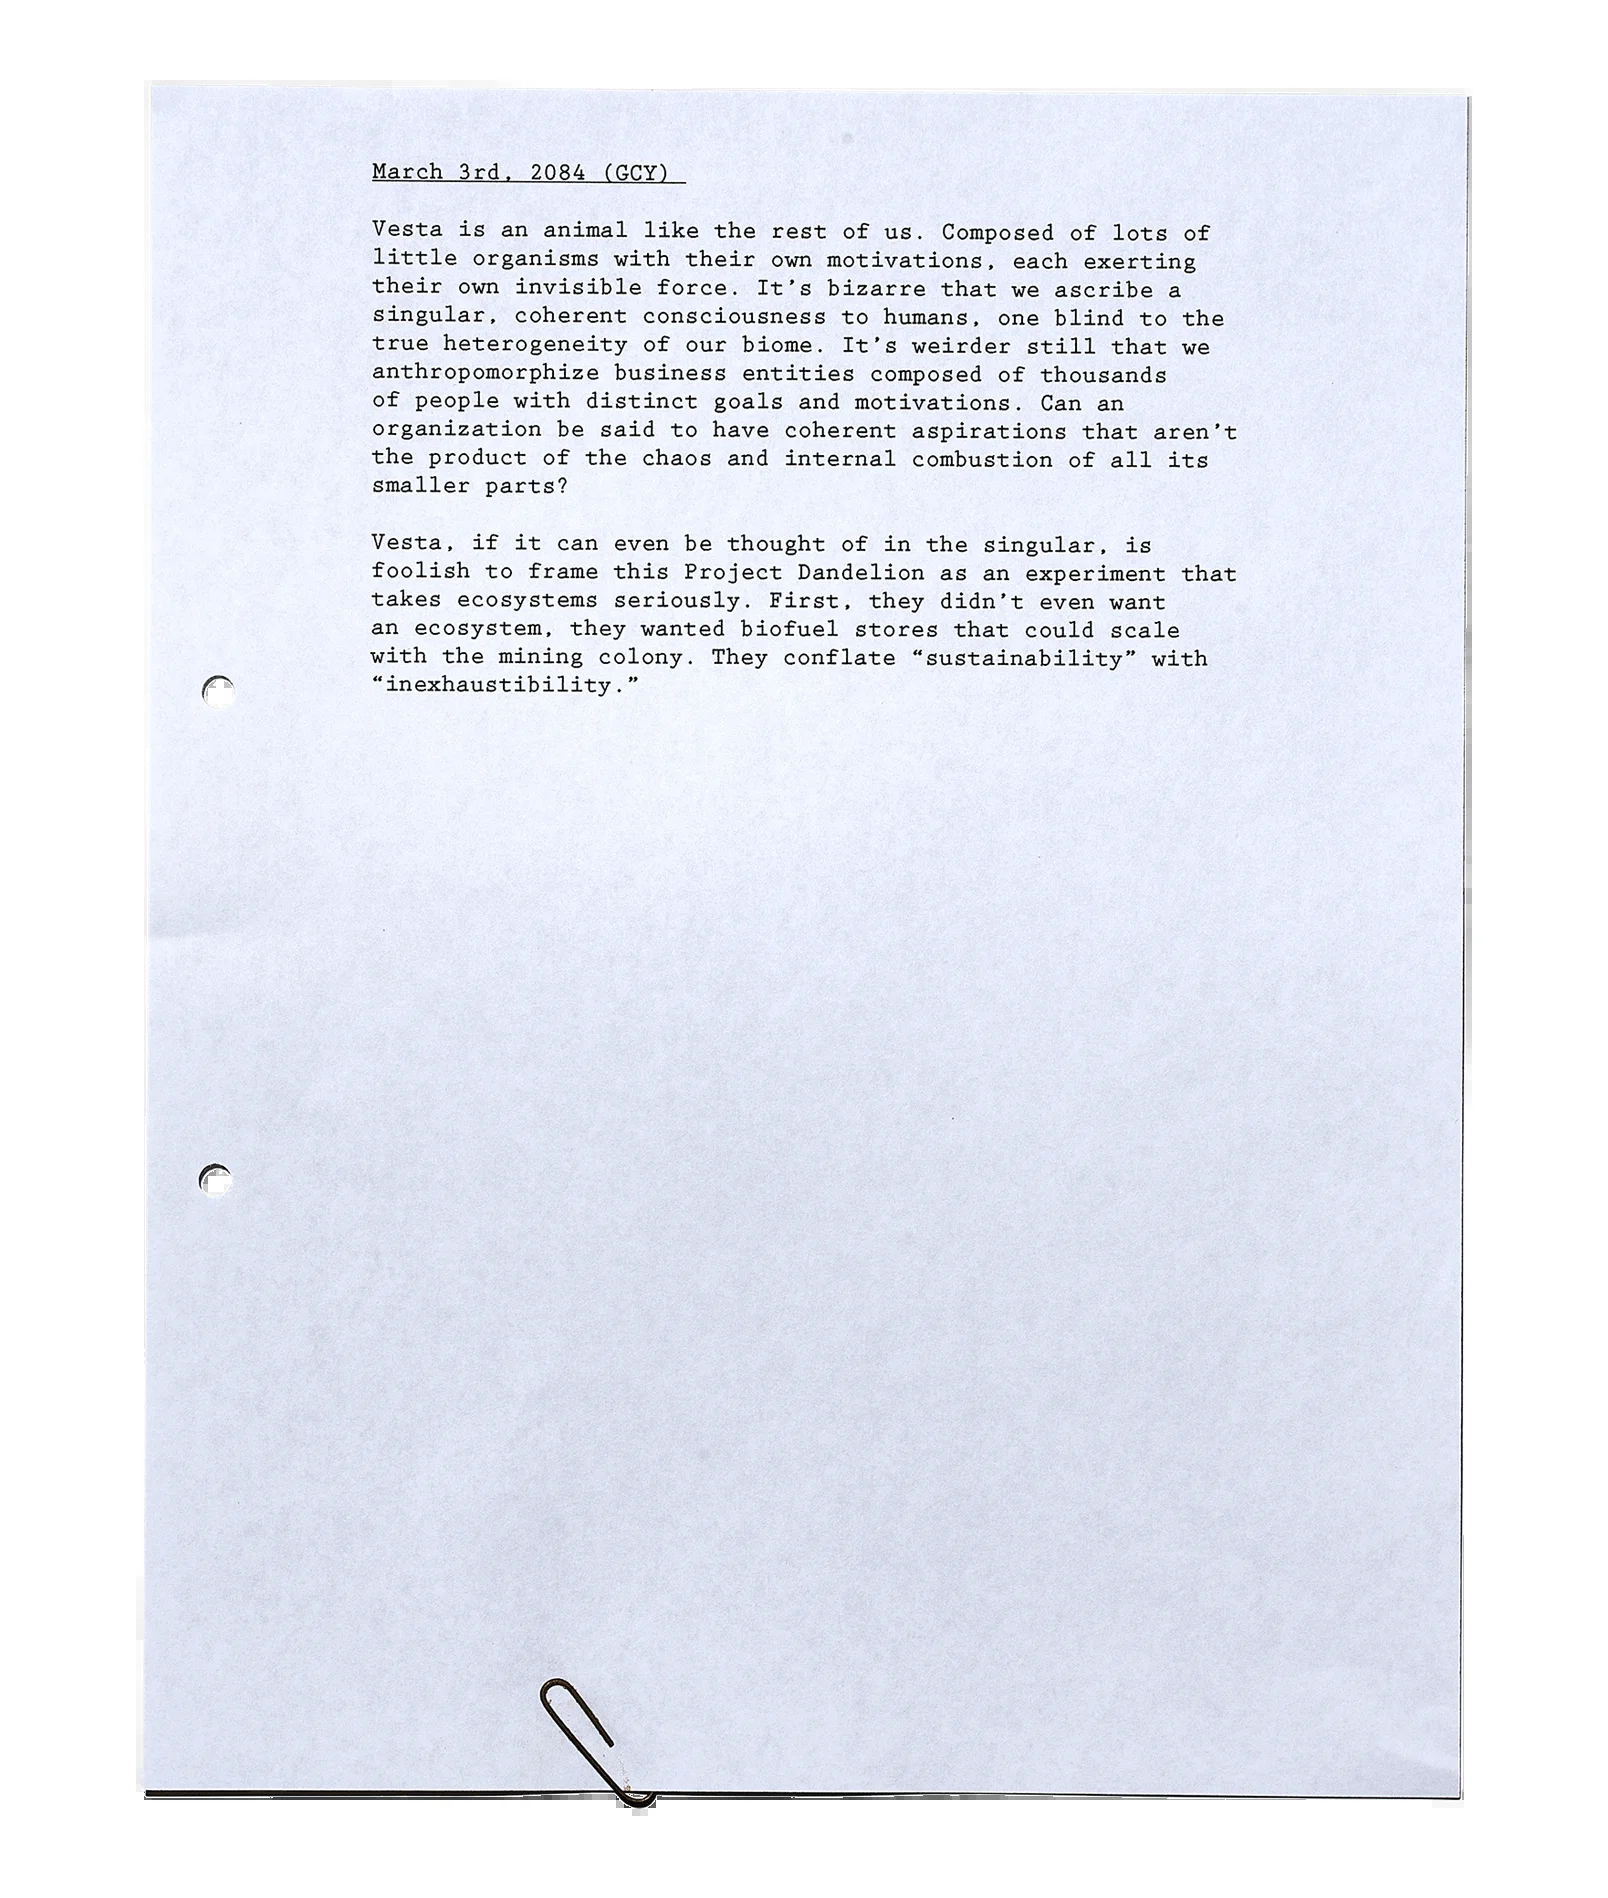 March 3rd, 2084 (GCY)
Vesta is an animal like the rest of us. Composed of lots of
little organisms with their own motivations, each exerting
their own invisible force. It’s bizarre that we ascribe a
singular, coherent consciousness to humans, one blind to the
true heterogeneity of our biome. It’s weirder still that we
anthropomorphize business entities composed of thousands
of people with distinct goals and motivations. Can an
organization be said to have coherent aspirations that aren’t
the product of the chaos and internal combustion of all its
smaller parts?
Vesta, if it can even be thought of in the singular, is
foolish to frame this Project Dandelion as an experiment that
takes ecosystems seriously. First, they didn’t even want
an ecosystem, they wanted biofuel stores that could scale
with the mining colony. They conflate “sustainability” with
“inexhaustibility.”